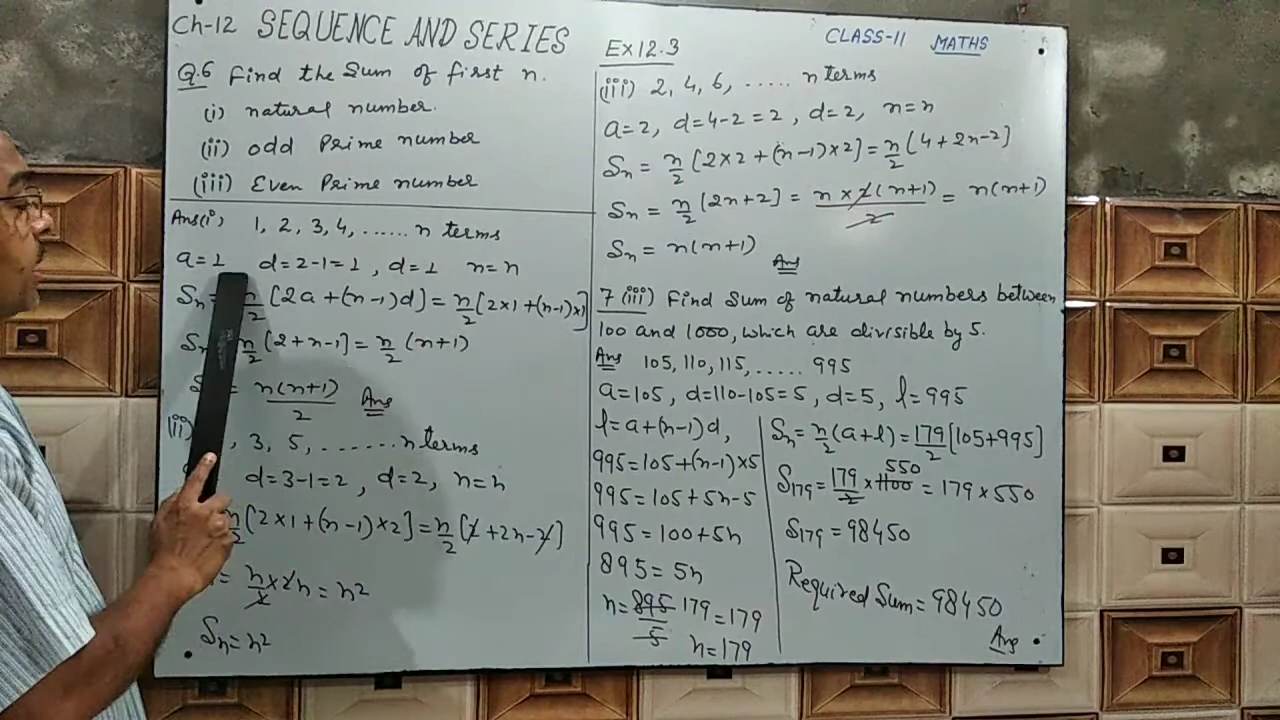 Ch-12 SEQUENCE AND SERIES
Q.6 Find the Sum of first n.
(i) natural number.
(ii) odd Prime number
(iii) Even Prime number
Ans(i) 1, 2, 3, 4, ...... n terms
a=1 d=2-1=1, d=1 n=n
Sn= n/2 [2a+(n-1)d] = n/2 [2×1+(n-1)×1]
Sn n/2 [2+n-1] = n/2 (n+1)
S = n(n+1)/2 Ans
(ii) , 3, 5, ....... n terms
d=3-1=2, d=2, n=n
n/2 [2×1+(n-1)×2] = n/2 [2+2n-2]
= n/2 ×2n = n²
Sn=n²
Ex 12.3
CLASS-11 MATHS
(iii) 2, 4, 6, ..... n terms
a=2, d=4-2=2, d=2, n=n
Sn = n/2 [2×2+(n-1)×2] = n/2 [4+2n-2]
Sn = n/2 [2n+2] = n×2(n+1)/2 = n(n+1)
Sn = n(n+1) Ans
7 (iii) Find Sum of natural numbers between
100 and 1000, which are divisible by 5.
Ans 105, 110, 115, ...... 995
a=105, d=110-105=5, d=5, l=995
l=a+(n-1)d,
995=105+(n-1)×5
995=105+5n-5
995=100+5n
895=5n
n=895/5 179=179
n=179
Sn=n/2(a+l)=179/2[105+995]
S179=179/2×1100 550=179×550
S179=98450
Required Sum=98450
Ans